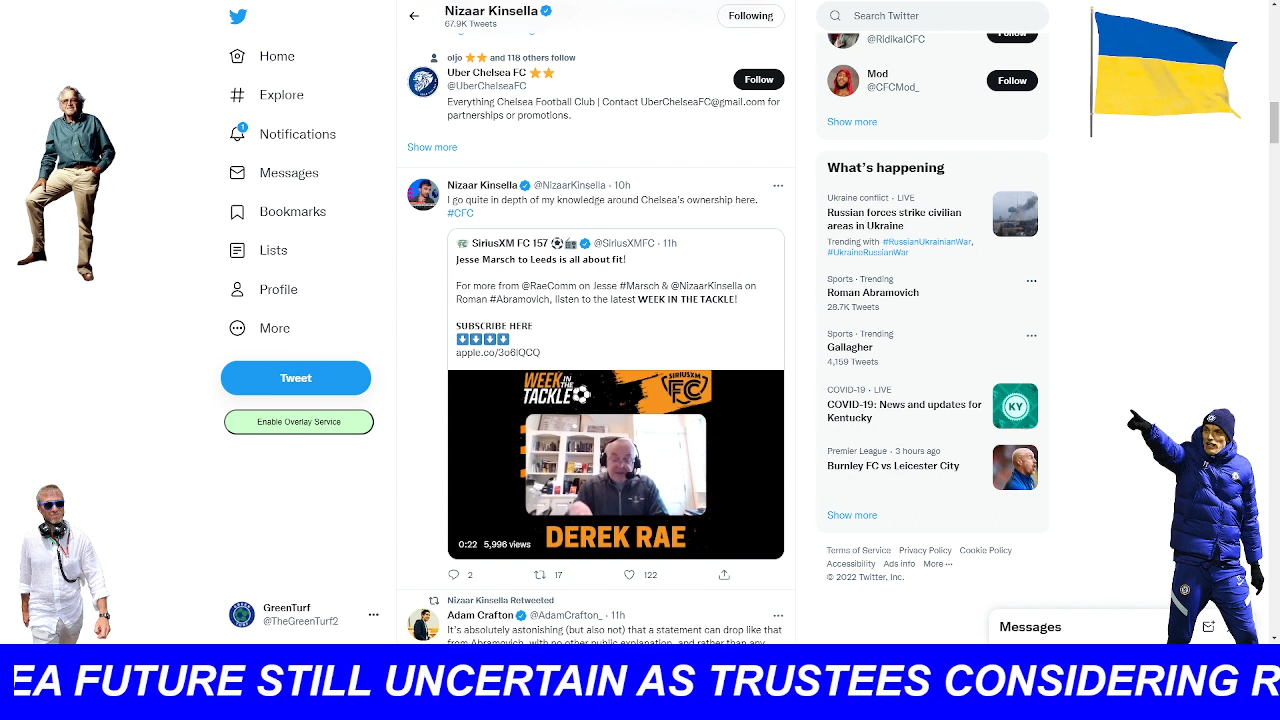 Nizaar Kinsella
67.9K Tweets
Following
Home
Explore
1
Notifications
Messages
Bookmarks
Lists
Profile
More
Tweet
Enable Overlay Service
GreenTurf
@TheGreenTurf2
oljo ⭐⭐ and 118 others follow
Uber Chelsea FC ⭐⭐
@UberChelseaFC
Follow
Everything Chelsea Football Club | Contact UberChelseaFC@gmail.com for
partnerships or promotions.
Show more
Nizaar Kinsella @NizaarKinsella · 10h
I go quite in depth of my knowledge around Chelsea's ownership here.
#CFC
SiriusXM FC 157 ⚽📻 @SiriusXMFC · 11h
Jesse Marsch to Leeds is all about fit!
For more from @RaeComm on Jesse #Marsch & @NizaarKinsella on
Roman #Abramovich, listen to the latest WEEK IN THE TACKLE!
SUBSCRIBE HERE
⬇⬇⬇⬇
apple.co/3o6lQCQ
WEEK IN THE TACKLE
SIRIUSXM FC
DEREK RAE
0:22 5,996 views
2 17 122
Nizaar Kinsella Retweeted
Adam Crafton @AdamCrafton_ · 11h
It's absolutely astonishing (but also not) that a statement can drop like that
from Abramovich, with no other public explanation, and rather than any
Search Twitter
@RidikalCFC
Follow
Mod
@CFCMod_
Follow
Show more
What's happening
Ukraine conflict · LIVE
Russian forces strike civilian
areas in Ukraine
Trending with #RussianUkrainianWar,
#UkraineRussianWar
Sports · Trending
Roman Abramovich
28.7K Tweets
Sports · Trending
Gallagher
4,159 Tweets
COVID-19 · LIVE
COVID-19: News and updates for
Kentucky
KY
Premier League · 3 hours ago
Burnley FC vs Leicester City
Show more
Terms of Service Privacy Policy Cookie Policy
Accessibility Ads info More ···
© 2022 Twitter, Inc.
Messages
EA FUTURE STILL UNCERTAIN AS TRUSTEES CONSIDERING R